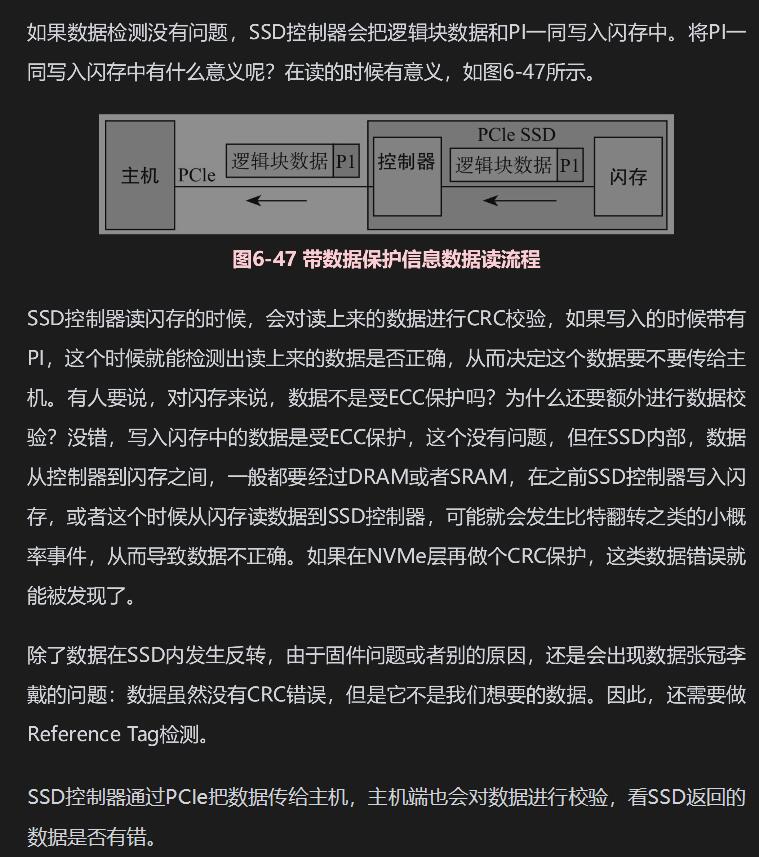 如果数据检测没有问题，SSD控制器会把逻辑块数据和PI一同写入闪存中。将PI一
同写入闪存中有什么意义呢？在读的时候有意义，如图6-47所示。
PCle SSD
主机
PCle
逻辑块数据
P1
控制器
逻辑块数据
P1
闪存
图6-47 带数据保护信息数据读流程
SSD控制器读闪存的时候，会对读上来的数据进行CRC校验，如果写入的时候带有
PI，这个时候就能检测出读上来的数据是否正确，从而决定这个数据要不要传给主
机。有人要说，对闪存来说，数据不是受ECC保护吗？为什么还要额外进行数据校
验？没错，写入闪存中的数据是受ECC保护，这个没有问题，但在SSD内部，数据
从控制器到闪存之间，一般都要经过DRAM或者SRAM，在之前SSD控制器写入闪
存，或者这个时候从闪存读数据到SSD控制器，可能就会发生比特翻转之类的小概
率事件，从而导致数据不正确。如果在NVMe层再做个CRC保护，这类数据错误就
能被发现了。
除了数据在SSD内发生反转，由于固件问题或者别的原因，还是会出现数据张冠李
戴的问题：数据虽然没有CRC错误，但是它不是我们想要的数据。因此，还需要做
Reference Tag检测。
SSD控制器通过PCIe把数据传给主机，主机端也会对数据进行校验，看SSD返回的
数据是否有错。